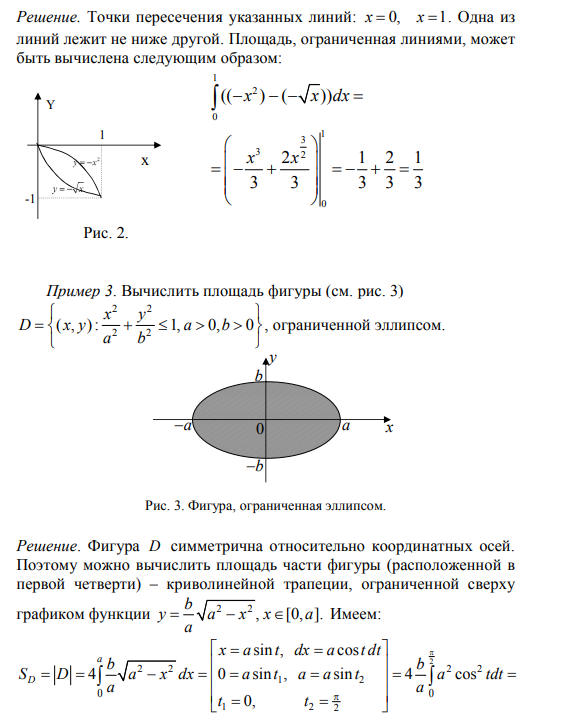 Решение. Точки пересечения указанных линий: x = 0, x = 1. Одна из
линий лежит не ниже другой. Площадь, ограниченная линиями, может
быть вычислена следующим образом:
∫₀¹((−x²) − (−√x))dx =
= (−x³/3 + 2x^(3/2)/3)|₀¹ = −1/3 + 2/3 = 1/3
Y
1
X
y = −x²
y = −√x
-1
Рис. 2.
Пример 3. Вычислить площадь фигуры (см. рис. 3)
D = {(x, y): x²/a² + y²/b² ≤ 1, a > 0, b > 0}, ограниченной эллипсом.
y
b
−a 0 a x
−b
Рис. 3. Фигура, ограниченная эллипсом.
Решение. Фигура D симметрична относительно координатных осей.
Поэтому можно вычислить площадь части фигуры (расположенной в
первой четверти) – криволинейной трапеции, ограниченной сверху
графиком функции y = b/a √(a² − x²), x ∈ [0, a]. Имеем:
S_D = |D| = 4∫₀ᵃ b/a √(a² − x²) dx = [x = a sin t, dx = a cos t dt
0 = a sin t₁, a = a sin t₂
t₁ = 0, t₂ = π/2] = 4 b/a ∫₀^(π/2) a² cos² tdt =